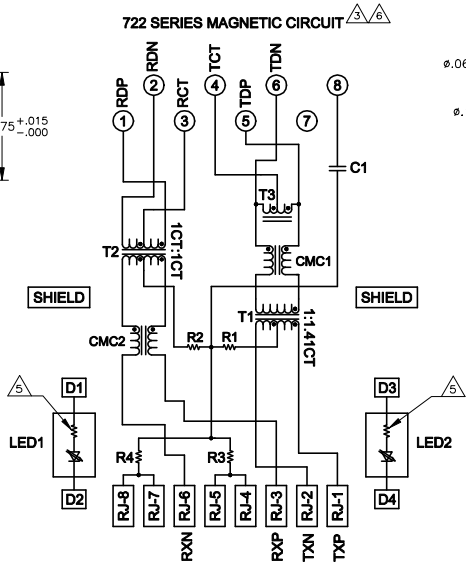 722 SERIES MAGNETIC CIRCUIT
3 6
RDP
RDN
RCT
TCT
TDP
TDN
1
2
3
4
5
6
7
8
ø.06
ø.
75 +.015
-.000
C1
T3
T2
1CT:1CT
CMC1
SHIELD
SHIELD
T1
1:1.41CT
R2
R1
CMC2
5
D1
LED1
D2
5
D3
LED2
D4
R4
R3
RJ-8
RJ-7
RJ-6
RJ-5
RJ-4
RJ-3
RJ-2
RJ-1
RXN
RXP
TXN
TXP